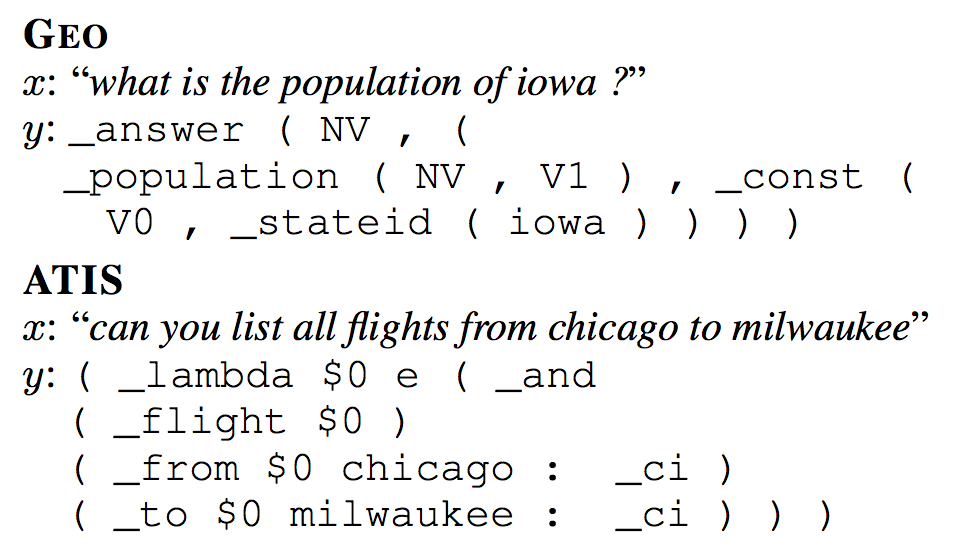 GEO
x: “what is the population of iowa ?”
y: _answer ( NV , (
_population ( NV , V1 ) , _const (
V0 , _stateid ( iowa ) ) ) )
ATIS
x: “can you list all flights from chicago to milwaukee”
y: ( _lambda $0 e ( _and
( _flight $0 )
( _from $0 chicago : _ci )
( _to $0 milwaukee : _ci ) ) )